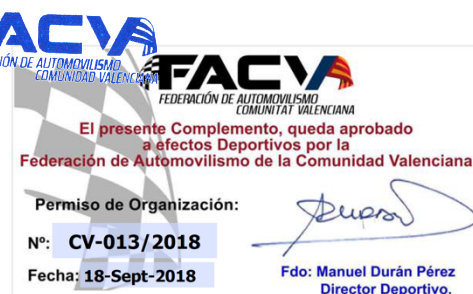 FACVA
IÓN DE AUTOMOVILISMO
COMUNIDAD VALENCIANA
FACVA
FEDERACIÓN DE AUTOMOVILISMO
COMUNITAT VALENCIANA
El presente Complemento, queda aprobado
a efectos Deportivos por la
Federación de Automovilismo de la Comunidad Valenciana
Permiso de Organización:
Nº: CV-013/2018
Fecha: 18-Sept-2018
Fdo: Manuel Durán Pérez
Director Deportivo.